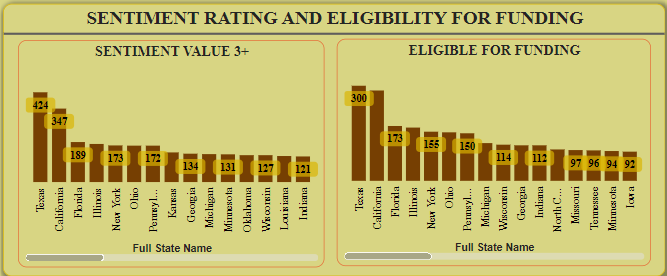 SENTIMENT RATING AND ELIGIBILITY FOR FUNDING
SENTIMENT VALUE 3+
424
347
189
173
172
134
131
127
121
Texas
California
Florida
Illinois
New York
Ohio
Pennsyl...
Kansas
Georgia
Michigan
Minnesota
Oklahoma
Wisconsin
Louisiana
Indiana
Full State Name
ELIGIBLE FOR FUNDING
300
173
155
150
114
112
97
96
94
92
Texas
California
Florida
Illinois
New York
Ohio
Pennsyl...
Michigan
Wisconsin
Georgia
Indiana
North C...
Missouri
Tennessee
Minnesota
Iowa
Full State Name